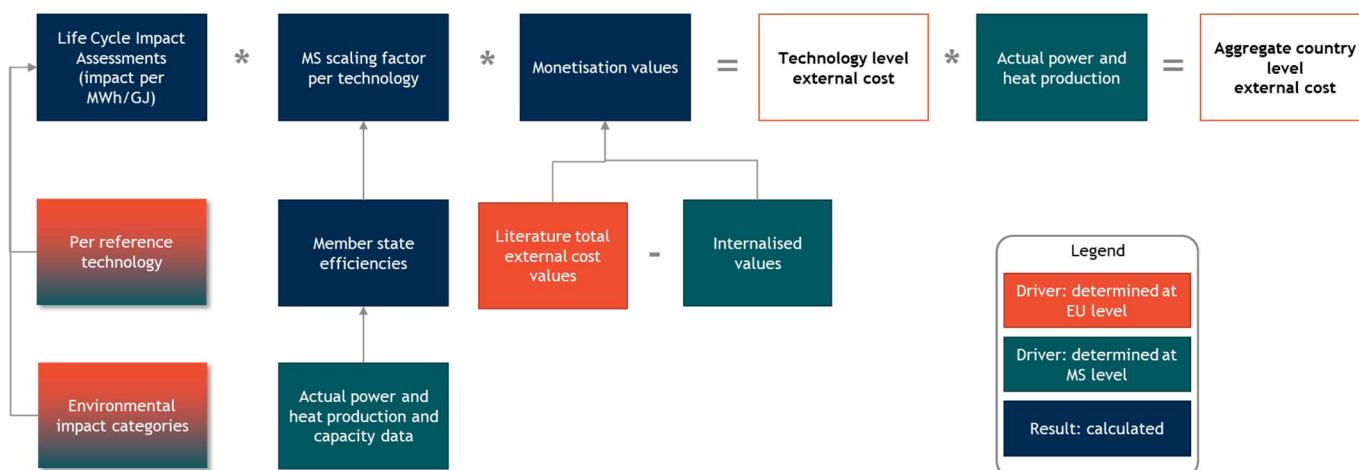 Life Cycle Impact
Assessments
(impact per
MWh/GJ)
*
MS scaling factor
per technology
*
Monetisation values
=
Technology level
external cost
*
Actual power and
heat production
=
Aggregate country
level
external cost
Per reference
technology
Member state
efficiencies
Literature total
external cost
values
-
Internalised
values
Environmental
impact categories
Actual power and
heat production and
capacity data
Legend
Driver: determined at
EU level
Driver: determined at
MS level
Result: calculated